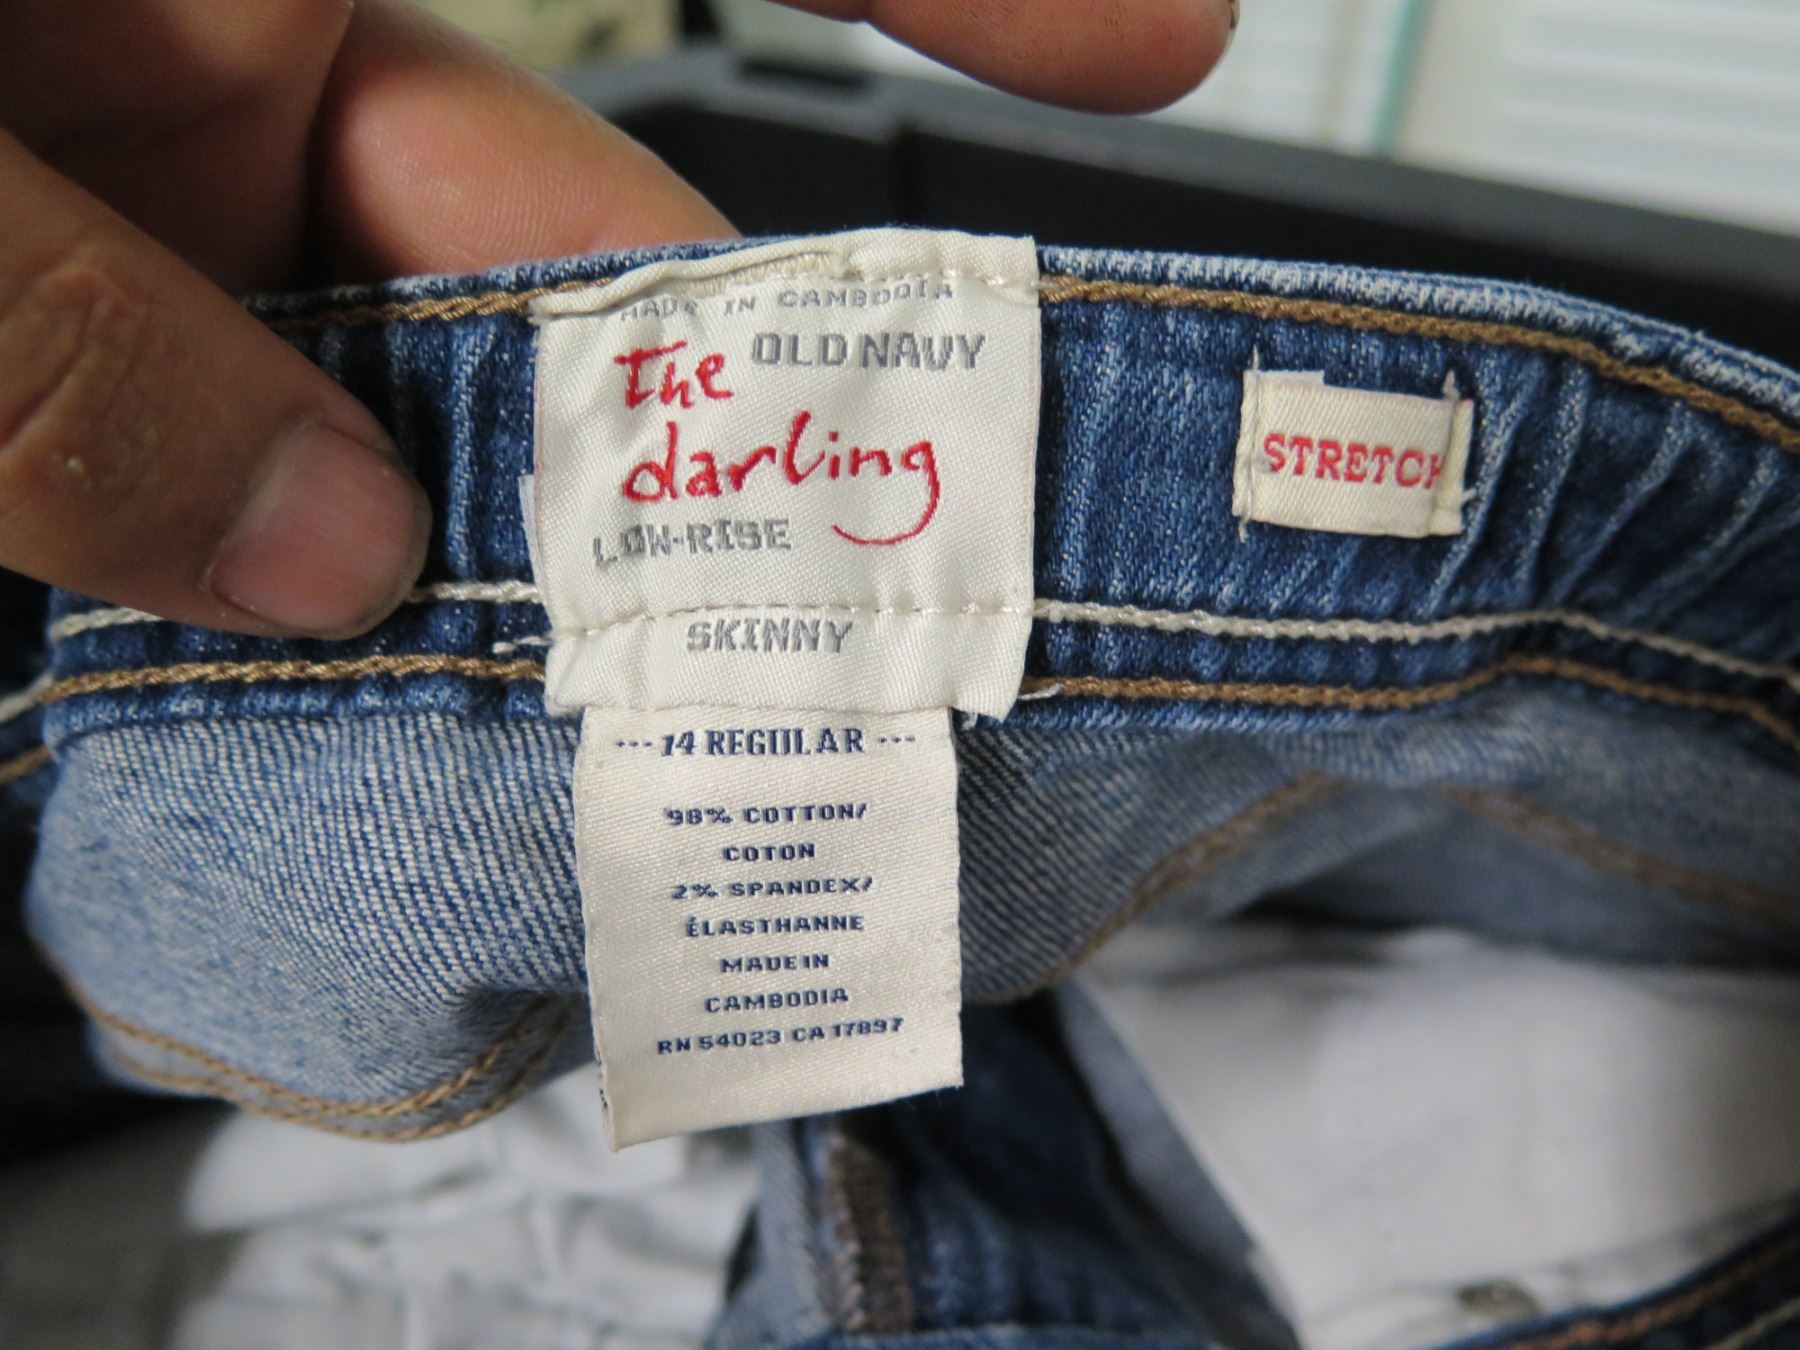 MADE IN CAMBODIA
The OLD NAVY
darling
LOW-RISE
SKINNY
STRETCH
--- 14 REGULAR ---
98% COTTON/
COTON
2% SPANDEX/
ÉLASTHANNE
MADE IN
CAMBODIA
RN 54023 CA 17897